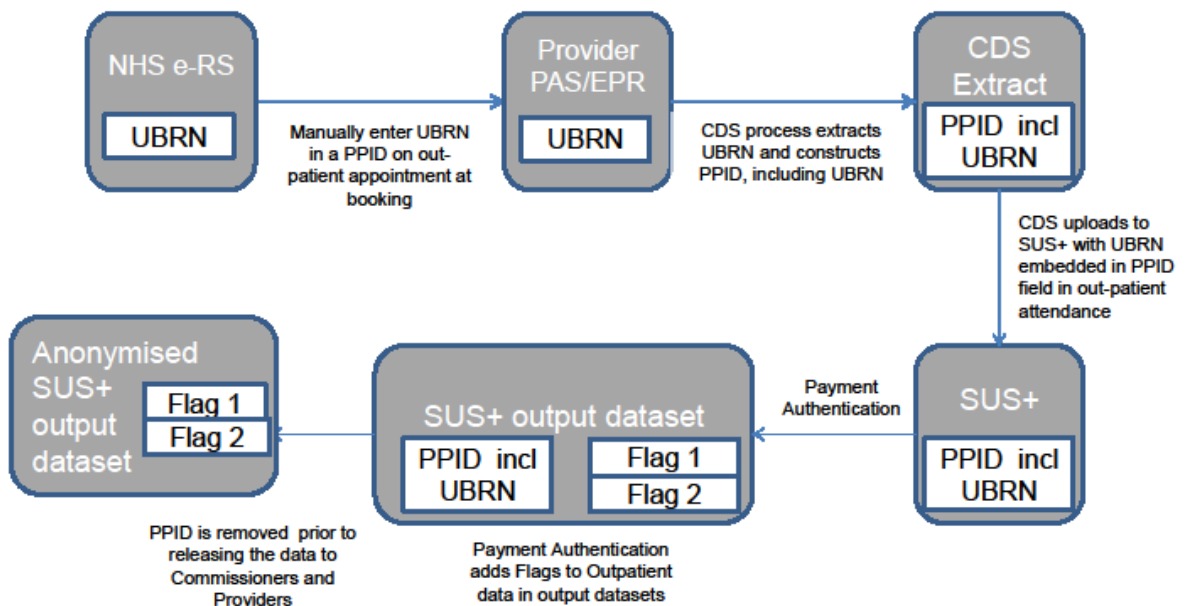 NHS e-RS
UBRN
Manually enter UBRN
in a PPID on out-
patient appointment at
booking
Provider
PAS/EPR
UBRN
CDS process extracts
UBRN and constructs
PPID, including UBRN
CDS
Extract
PPID incl
UBRN
CDS uploads to
SUS+ with UBRN
embedded in PPID
field in out-patient
attendance
SUS+
PPID incl
UBRN
Payment
Authentication
SUS+ output dataset
PPID incl
UBRN
Flag 1
Flag 2
Payment Authentication
adds Flags to Outpatient
data in output datasets
Anonymised
SUS+
output
dataset
Flag 1
Flag 2
PPID is removed prior to
releasing the data to
Commissioners and
Providers